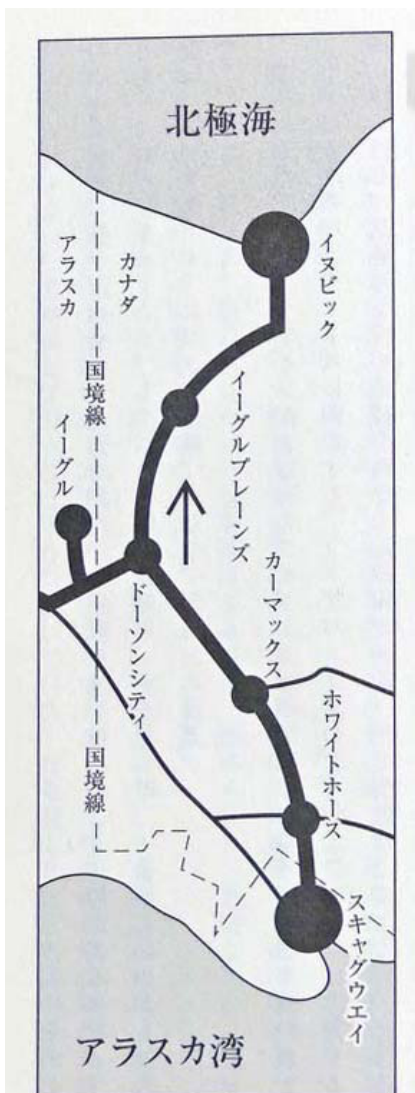 北極海
アラスカ
カナダ
イヌビック
国境線
イーグルプレーンズ
イーグル
カーマックス
ドーソンシティ
ホワイトホース
国境線
スキャグウエイ
アラスカ湾